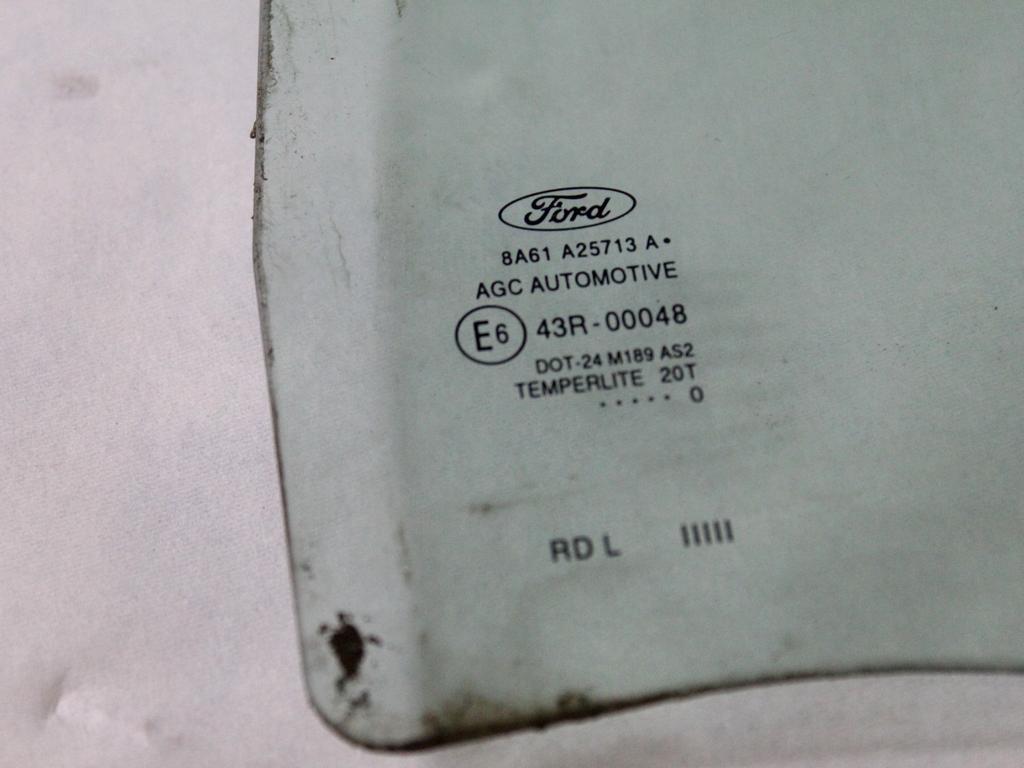 Ford
8A61 A25713 A•
AGC AUTOMOTIVE
E6 43R-00048
DOT-24 M189 AS2
TEMPERLITE 20T
..... 0
RD L IIIII